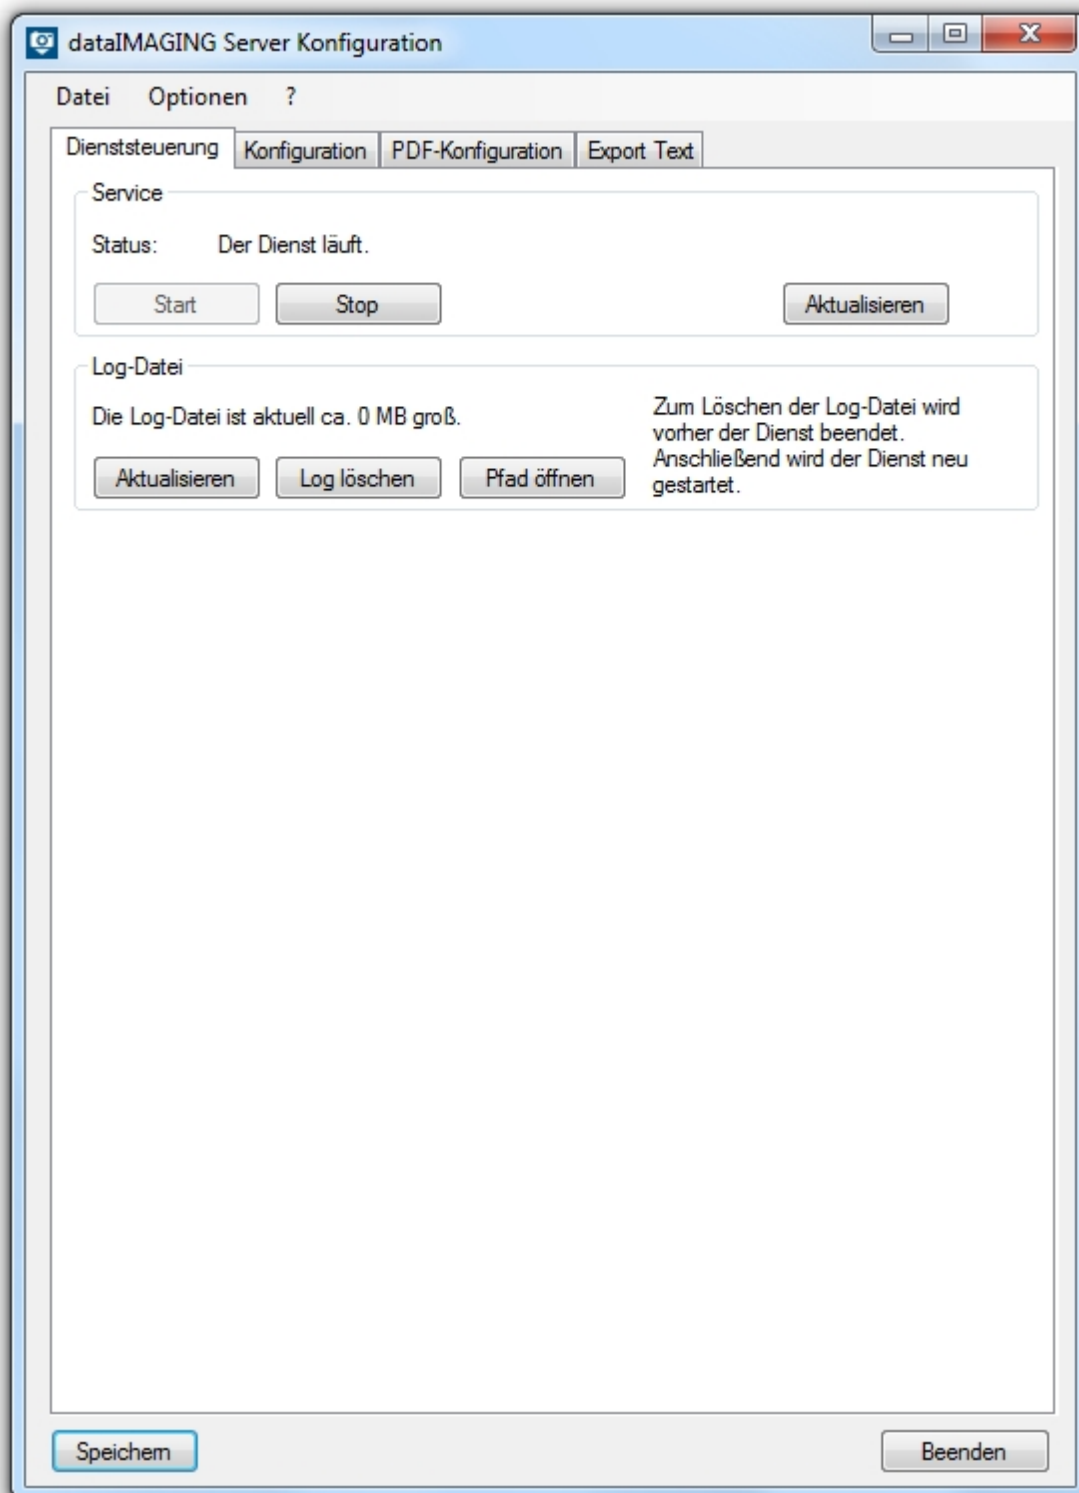 dataIMAGING Server Konfiguration
Datei Optionen ?
Dienststeuerung Konfiguration PDF-Konfiguration Export Text
Service
Status: Der Dienst läuft.
Start Stop Aktualisieren
Log-Datei
Die Log-Datei ist aktuell ca. 0 MB groß.
Aktualisieren Log löschen Pfad öffnen
Zum Löschen der Log-Datei wird
vorher der Dienst beendet.
Anschließend wird der Dienst neu
gestartet.
Speichern Beenden